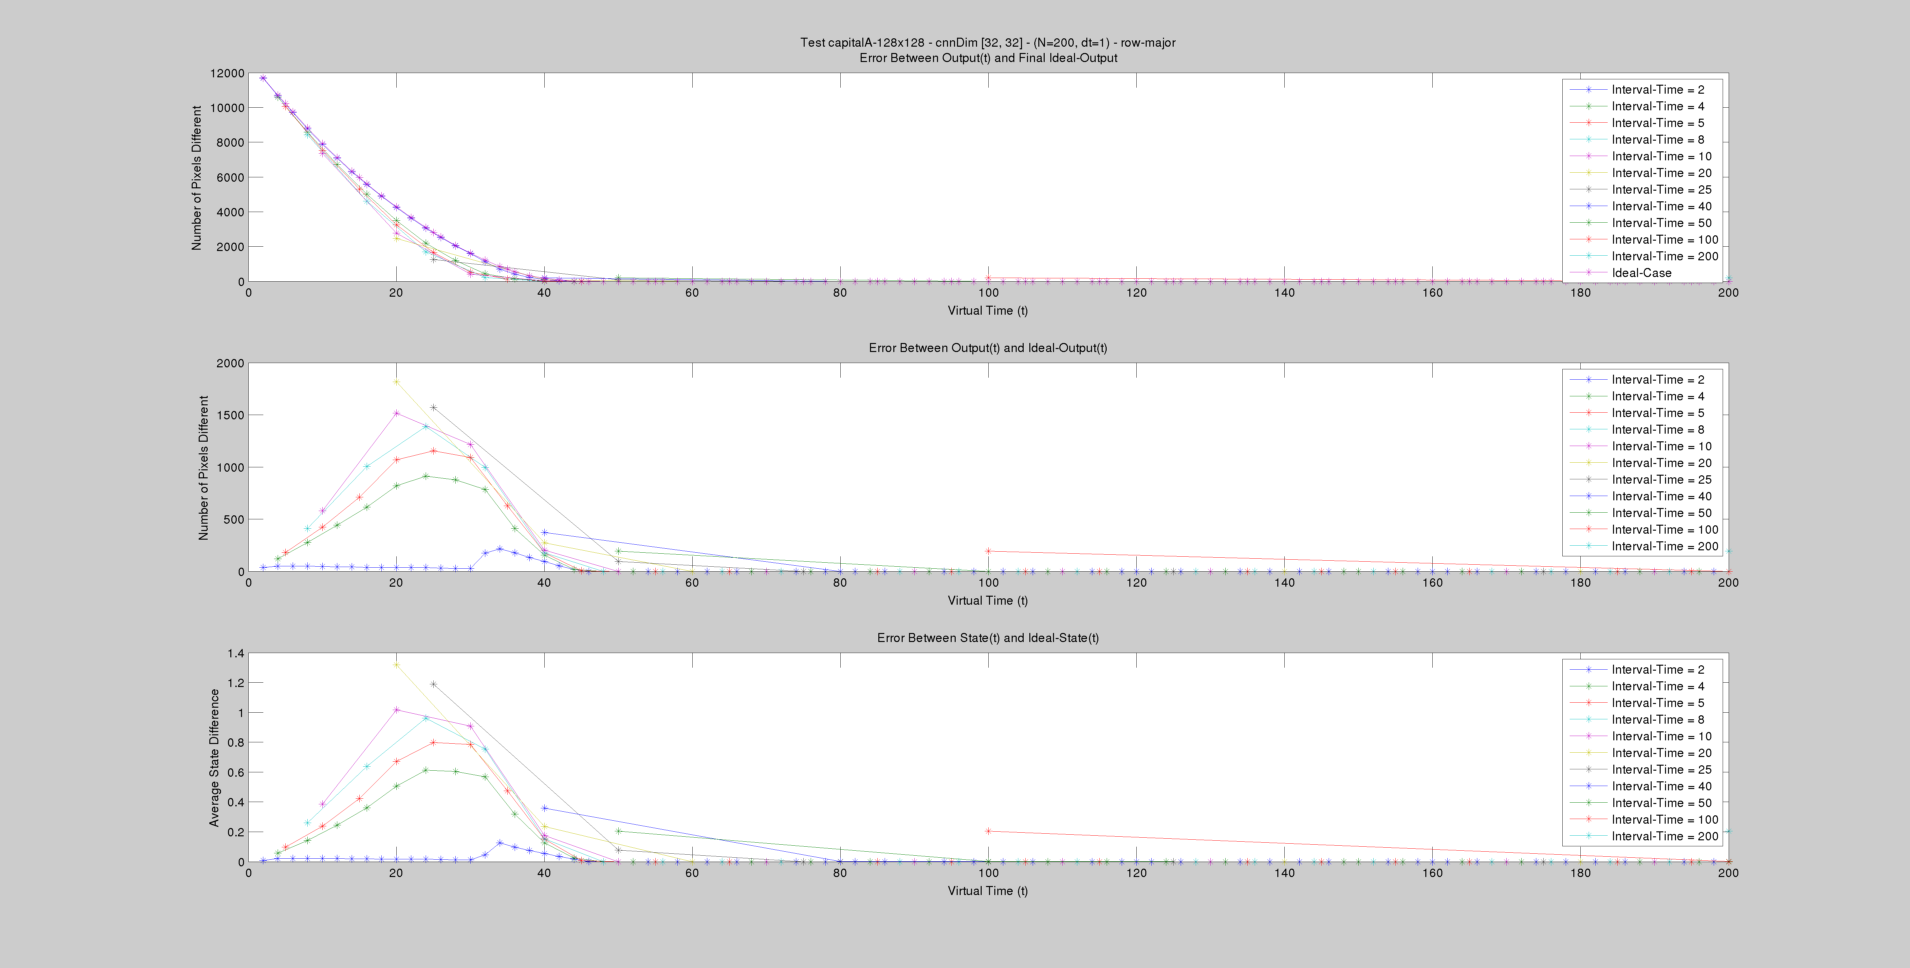 Test capitalA-128x128 - cnnDim [32, 32] - (N=200, dt=1) - row-major
Error Between Output(t) and Final Ideal-Output
Number of Pixels Different
12000
10000
8000
6000
4000
2000
0
0 20 40 60 80 100 120 140 160 180 200
Virtual Time (t)
Interval-Time = 2
Interval-Time = 4
Interval-Time = 5
Interval-Time = 8
Interval-Time = 10
Interval-Time = 20
Interval-Time = 25
Interval-Time = 40
Interval-Time = 50
Interval-Time = 100
Interval-Time = 200
Ideal-Case
Error Between Output(t) and Ideal-Output(t)
Number of Pixels Different
2000
1500
1000
500
0
0 20 40 60 80 100 120 140 160 180 200
Virtual Time (t)
Interval-Time = 2
Interval-Time = 4
Interval-Time = 5
Interval-Time = 8
Interval-Time = 10
Interval-Time = 20
Interval-Time = 25
Interval-Time = 40
Interval-Time = 50
Interval-Time = 100
Interval-Time = 200
Error Between State(t) and Ideal-State(t)
Average State Difference
1.4
1.2
1
0.8
0.6
0.4
0.2
0
0 20 40 60 80 100 120 140 160 180 200
Virtual Time (t)
Interval-Time = 2
Interval-Time = 4
Interval-Time = 5
Interval-Time = 8
Interval-Time = 10
Interval-Time = 20
Interval-Time = 25
Interval-Time = 40
Interval-Time = 50
Interval-Time = 100
Interval-Time = 200